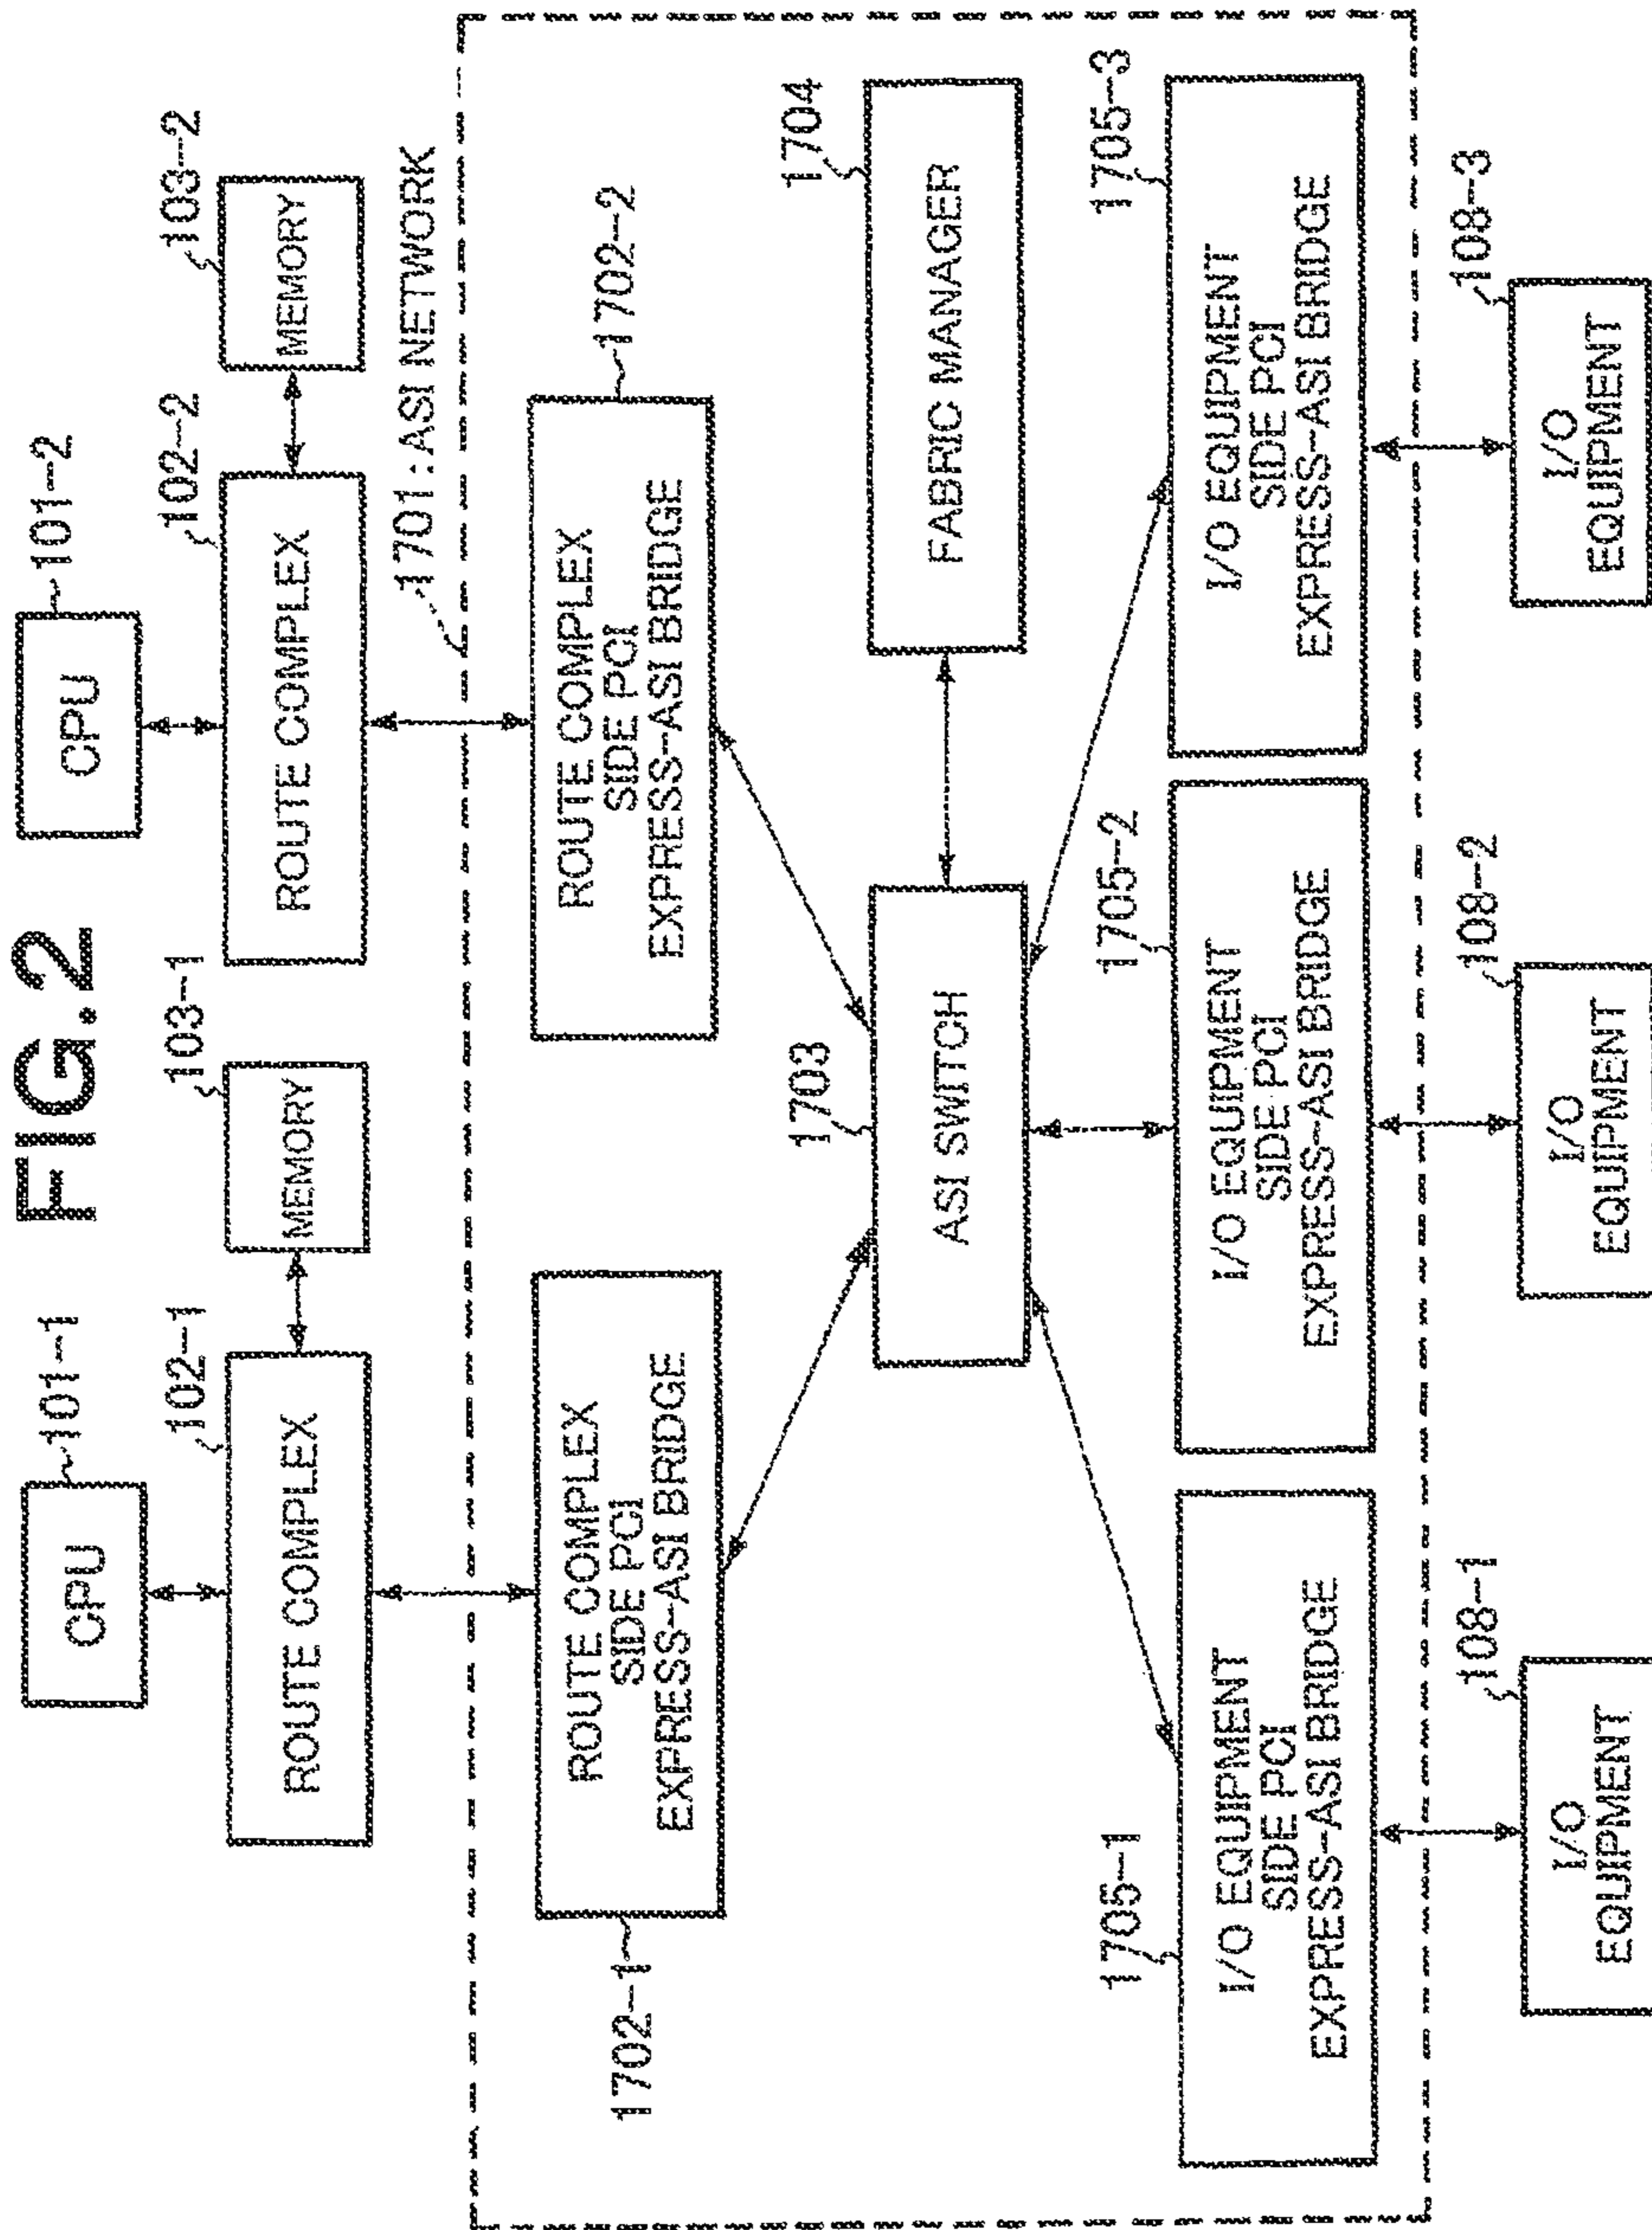 FIG.2
101-1
CPU
101-2
CPU
102-1
ROUTE COMPLEX
103-1
MEMORY
102-2
ROUTE COMPLEX
103-2
MEMORY
1701:ASI NETWORK
1702-1
ROUTE COMPLEX
SIDE PCI
EXPRESS-ASI BRIDGE
1702-2
ROUTE COMPLEX
SIDE PCI
EXPRESS-ASI BRIDGE
1703
ASI SWITCH
1704
FABRIC MANAGER
1705-1
I/O EQUIPMENT
SIDE PCI
EXPRESS-ASI BRIDGE
1705-2
I/O EQUIPMENT
SIDE PCI
EXPRESS-ASI BRIDGE
1705-3
I/O EQUIPMENT
SIDE PCI
EXPRESS-ASI BRIDGE
108-1
I/O
EQUIPMENT
108-2
I/O
EQUIPMENT
108-3
I/O
EQUIPMENT